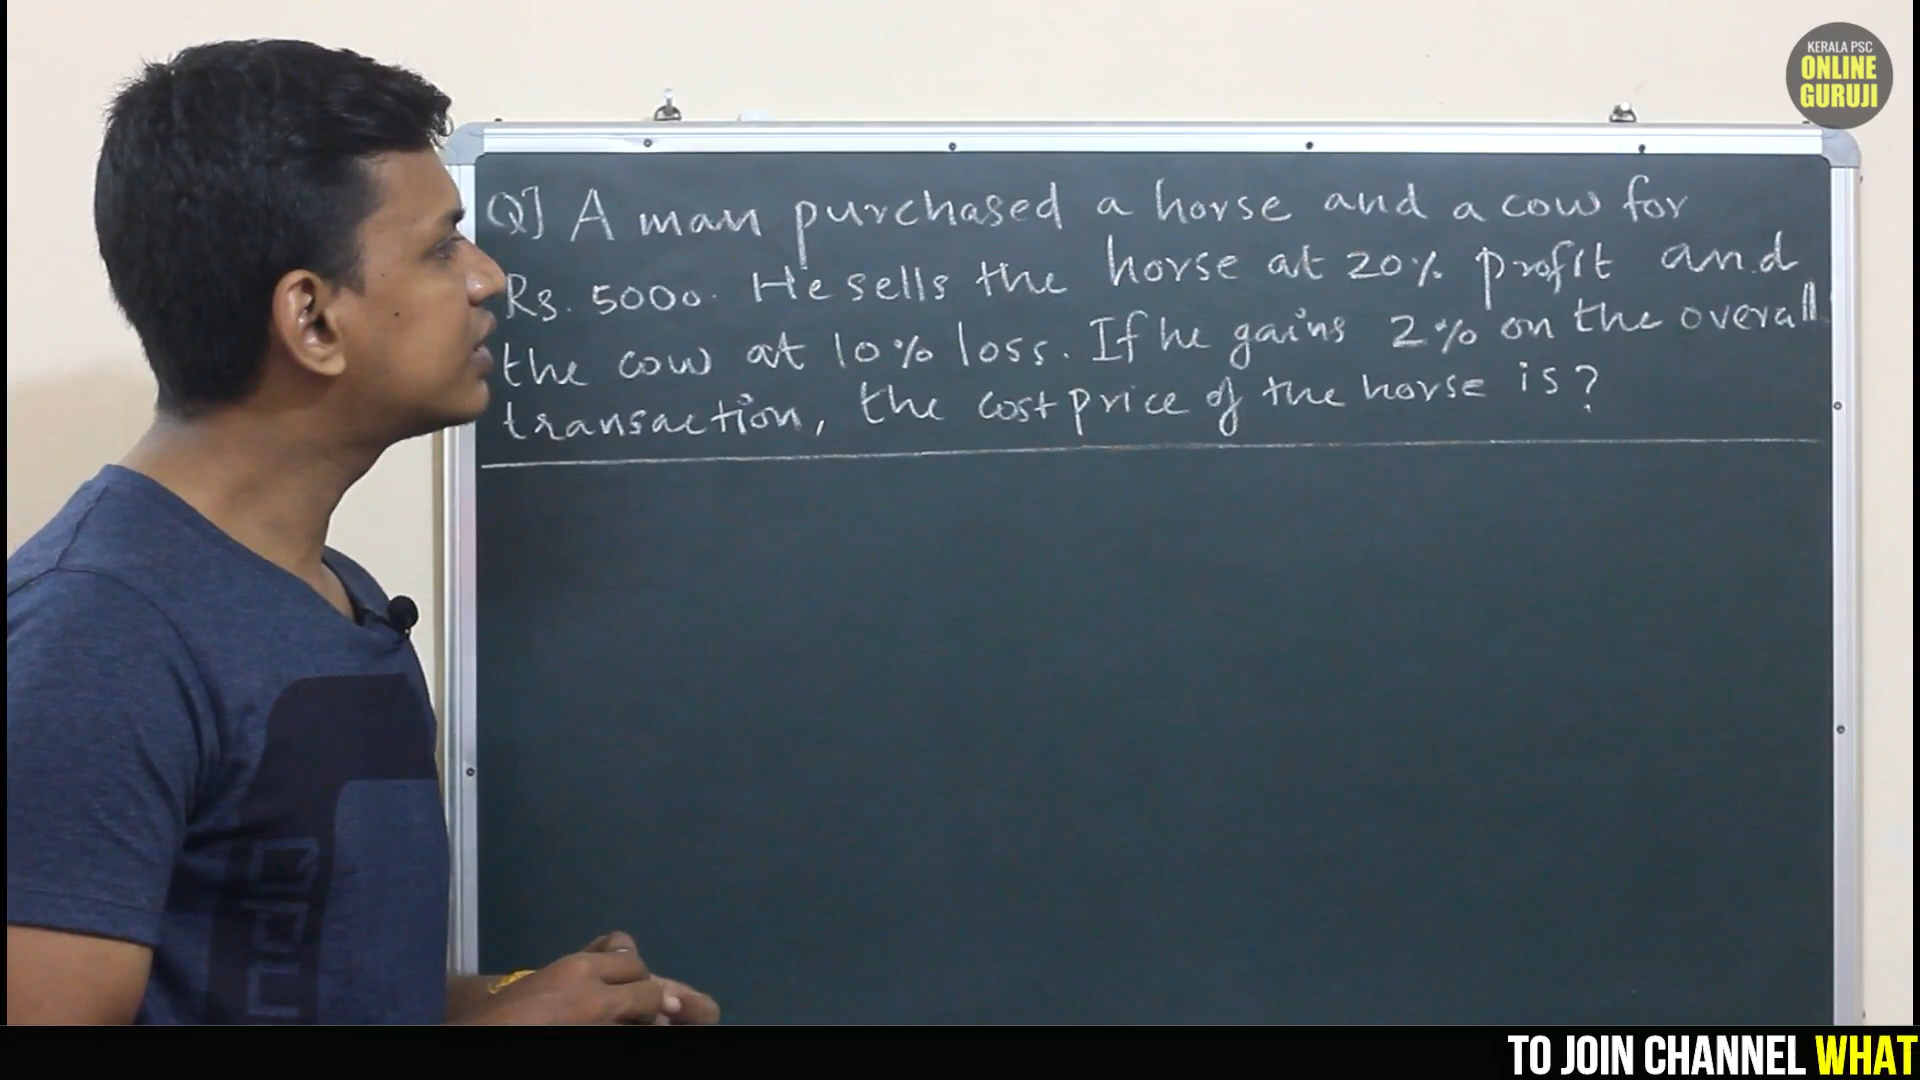 KERALA PSC
ONLINE
GURUJI
Q] A man purchased a horse and a cow for
Rs. 5000. He sells the horse at 20% profit and
the cow at 10% loss. If he gains 2% on the overall
transaction, the cost price of the horse is?
TO JOIN CHANNEL WHAT